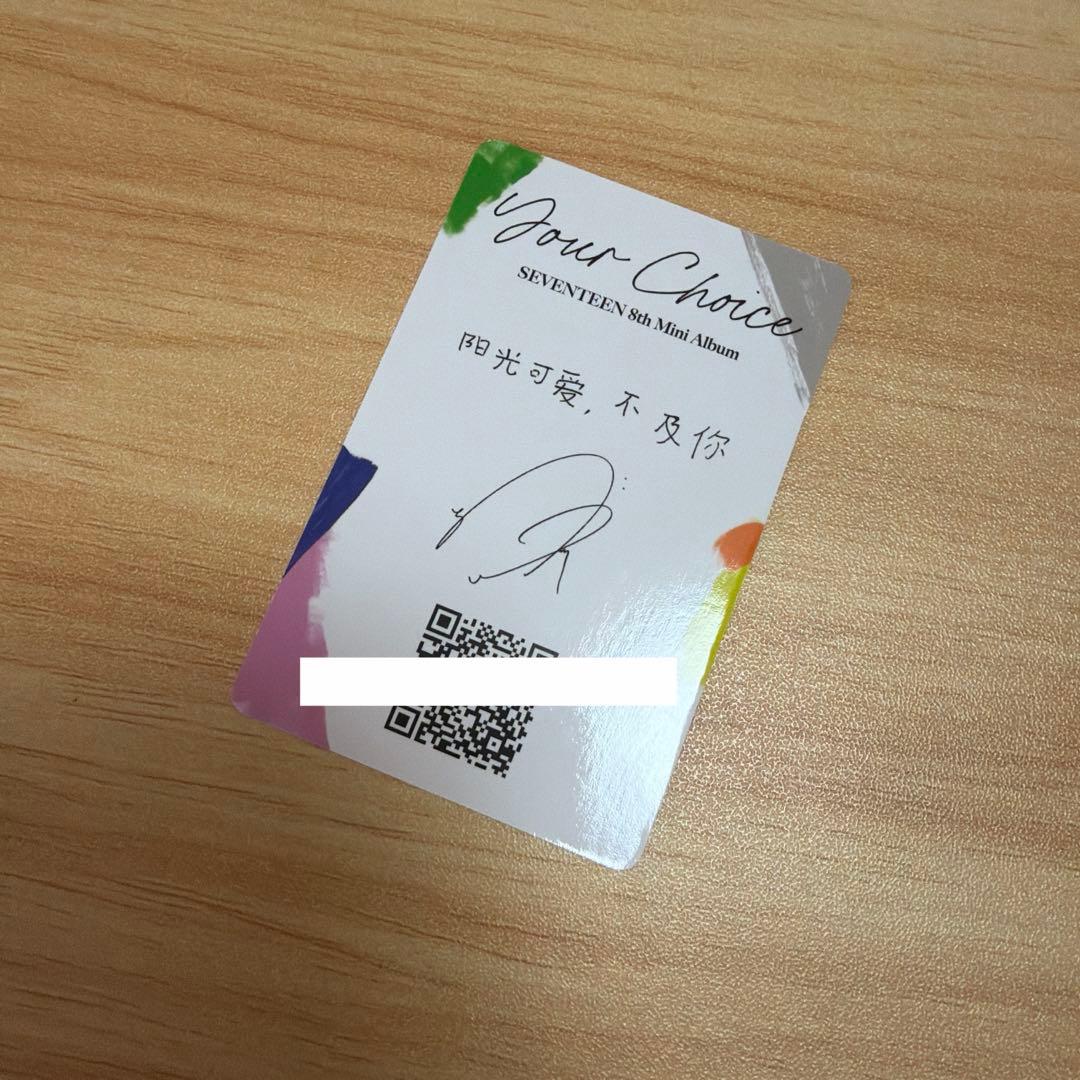 Your Choice
SEVENTEEN 8th Mini Album
阳光可爱, 不及你